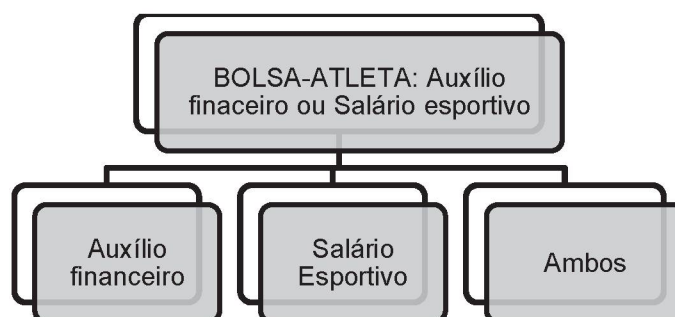 BOLSA-ATLETA: Auxílio
finaceiro ou Salário esportivo
Auxílio
financeiro
Salário
Esportivo
Ambos